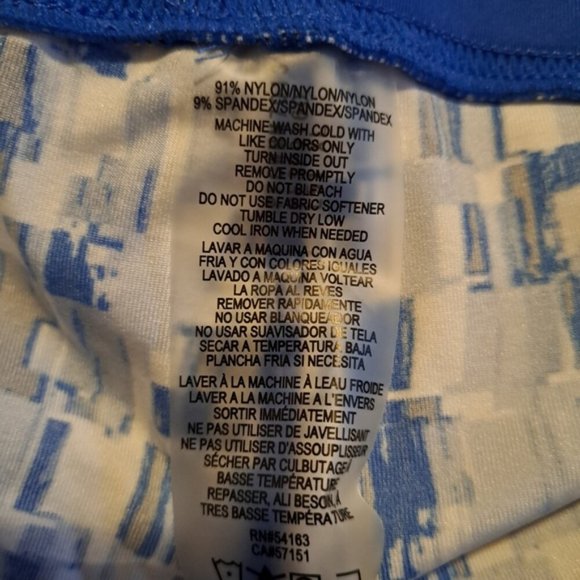 91% NYLON/NYLON/NYLON
9% SPANDEX/SPANDEX/SPANDEX
MACHINE WASH COLD WITH
LIKE COLORS ONLY
TURN INSIDE OUT
REMOVE PROMPTLY
DO NOT BLEACH
DO NOT USE FABRIC SOFTENER
TUMBLE DRY LOW
COOL IRON WHEN NEEDED
LAVAR A MAQUINA CON AGUA
FRIA Y CON COLORES IGUALES
LAVADO A MAQUINA VOLTEAR
LA ROPA AL REVES
REMOVER RAPIDAMENTE
NO USAR BLANQUEADOR
NO USAR SUAVISADOR DE TELA
SECAR A TEMPERATURA BAJA
PLANCHA FRIA SI NECESITA
LAVER À LA MACHINE À LEAU FROIDE
LAVER A LA MACHINE A L'ENVERS
SORTIR IMMÉDIATEMENT
NE PAS UTILISER DE JAVELLISANT
NE PAS UTILISER D'ASSOUPLISSEUR
SÉCHER PAR CULBUTAGE A
BASSE TEMPÉRATURE
REPASSER, ALI BESOIN, A
TRES BASSE TEMPÉRATURE
RN#54163
CA#57151